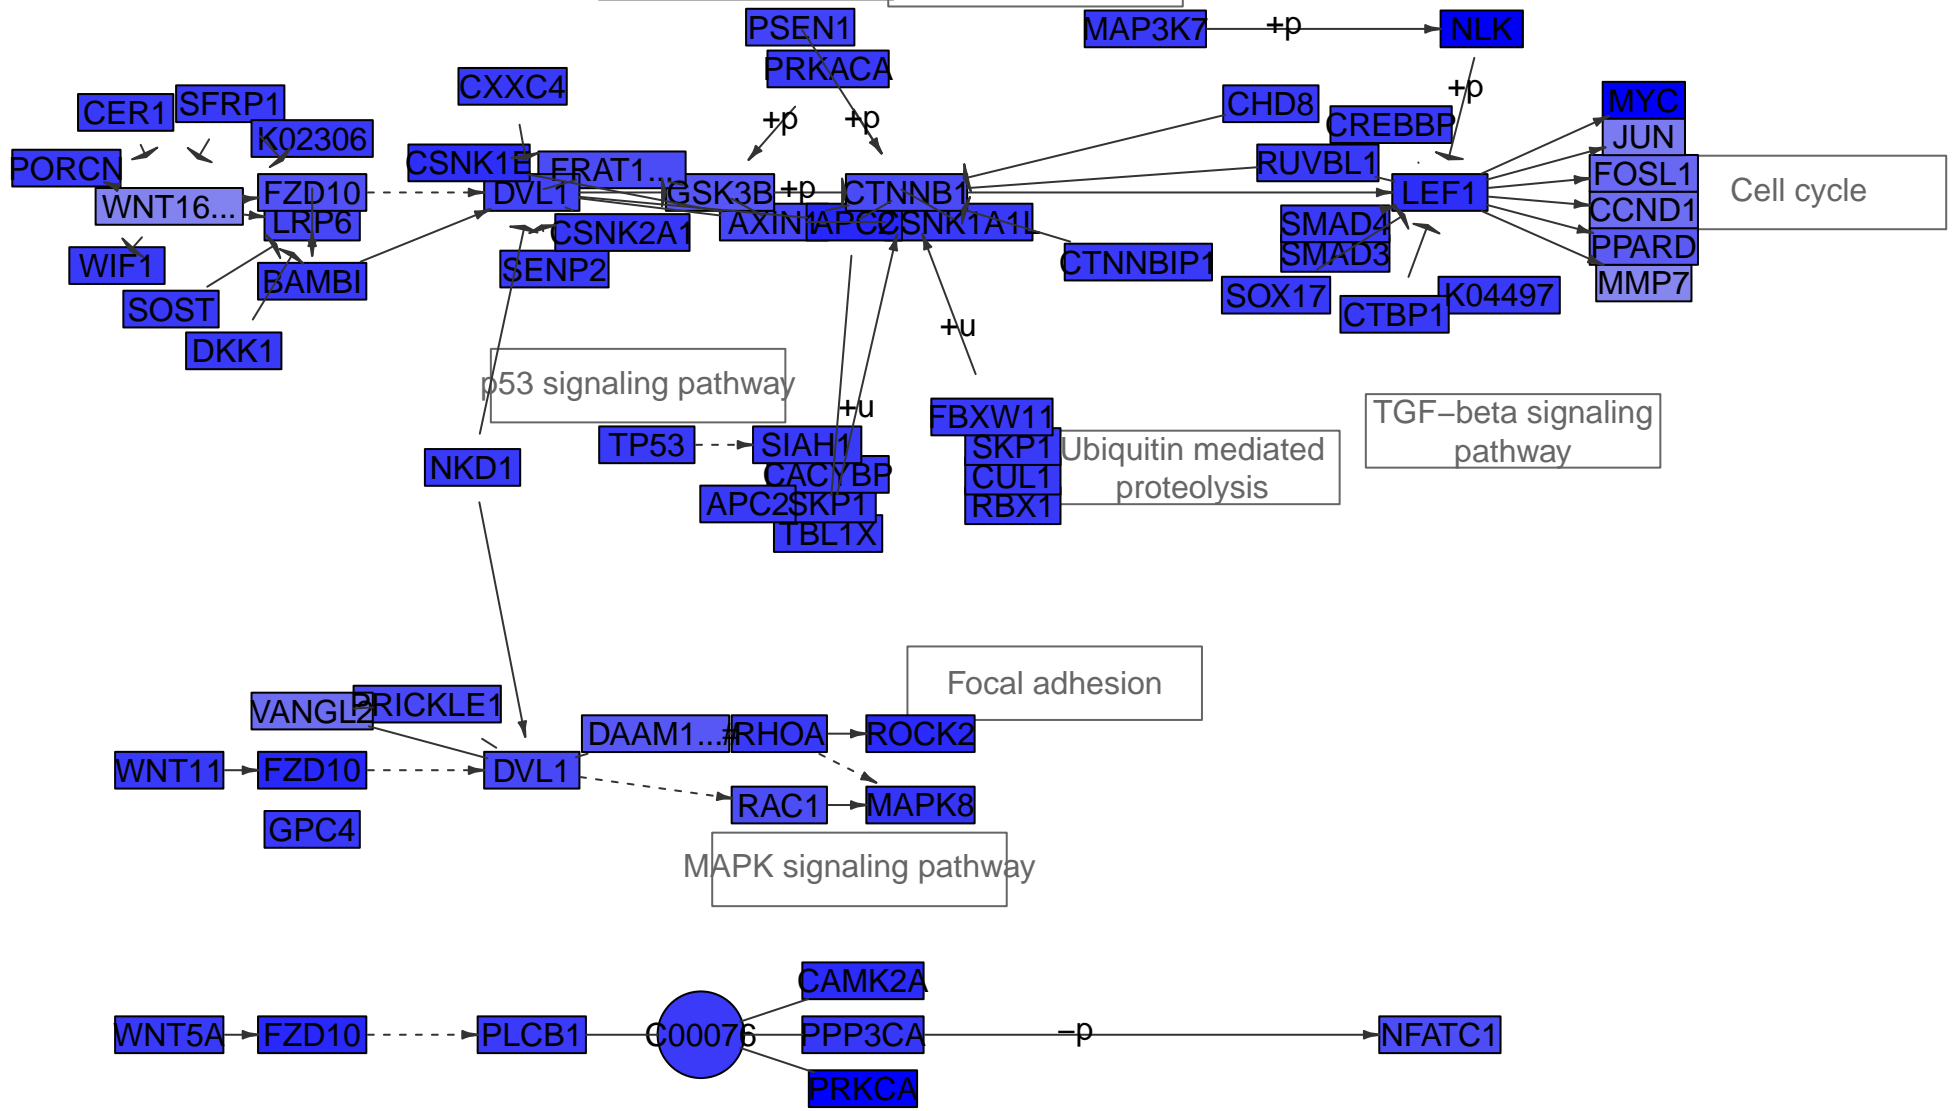 PSEN1
MAP3K7
+p
NLK
PRKACA
CXXC4
+p
CER1
SFRP1
CHD8
MYC
+p
+p
CREBBP
K02306
JUN
PORCN
CSNK1E
FRAT1...
RUVBL1
FOSL1
Cell cycle
WNT16...
FZD10
DVL1
GSK3B
+p
CTNNB1
LEF1
CCND1
LRP6
AXIN1
APC2
CSNK1A1L
SMAD4
CSNK2A1
PPARD
WIF1
BAMBI
SENP2
CTNNBIP1
SMAD3
MMP7
SOST
SOX17
K04497
CTBP1
DKK1
+u
p53 signaling pathway
+u
FBXW11
TGF−beta signaling
pathway
TP53
SIAH1
SKP1
Ubiquitin mediated
proteolysis
NKD1
CACYBP
CUL1
APC2
SKP1
RBX1
TBL1X
Focal adhesion
VANGL2
PRICKLE1
DAAM1...#
RHOA
ROCK2
WNT11
FZD10
DVL1
RAC1
MAPK8
GPC4
MAPK signaling pathway
CAMK2A
WNT5A
FZD10
PLCB1
C00076
PPP3CA
−p
NFATC1
PRKCA